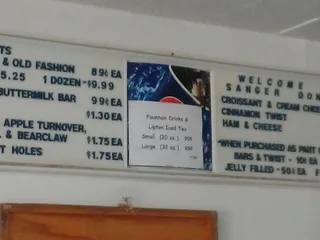 TS
& OLD FASHION 89¢ EA
5.25 1 DOZEN $9.99
BUTTERMILK BAR 99¢ EA
$1.30 EA
APPLE TURNOVER,
& BEARCLAW $1.75 EA
T HOLES $1.75 EA
Fountain Drinks &
Lipton Iced Tea
Small (20 oz.) 99¢
Large (32 oz.) 99¢
WELCOME
SANGER DON
CROISSANT & CREAM CHEE
CINNAMON TWIST
HAM & CHEESE
*WHEN PURCHASED AS PART
BARS & TWIST - 10¢ EA
JELLY FILLED - 50¢ EA